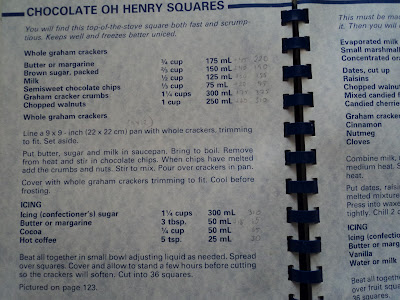 CHOCOLATE OH HENRY SQUARES
You will find this top-of-the-stove square both fast and scrump-
tious. Keeps well and freezes better uniced.
Whole graham crackers
Butter or margarine ¾ cup 175 mL
Brown sugar, packed ⅔ cup 150 mL
Milk ½ cup 125 mL
Semisweet chocolate chips ⅓ cup 75 mL
Graham cracker crumbs 1¼ cups 300 mL
Chopped walnuts 1 cup 250 mL
Whole graham crackers
Line a 9 x 9 - inch (22 x 22 cm) pan with whole crackers, trimming
to fit. Set aside.
Put butter, sugar and milk in saucepan. Bring to boil. Remove
from heat and stir in chocolate chips. When chips have melted
add the crumbs and nuts. Stir to mix. Pour over crackers in pan.
Cover with whole graham crackers trimming to fit. Cool before
frosting.
ICING
Icing (confectioner's) sugar 1¼ cups 300 mL
Butter or margarine 3 tbsp. 50 mL
Cocoa ¼ cup 50 mL
Hot coffee 5 tsp. 25 mL
Beat all together in small bowl adjusting liquid as needed. Spread
over squares. Cover and allow to stand a few hours before cutting
so the crackers will soften. Cut into 36 squares.
Pictured on page 123.
This must be ma
it. Then you will
Evaporated milk
Small marshmall
Concentrated ora
Dates, cut up
Raisins
Chopped walnut
Mixed candied f
Candied cherrie
Graham cracker
Cinnamon
Nutmeg
Cloves
Combine milk,
medium heat. S
heat.
Put dates, raisi
melted mixture
Press into waxe
tightly. Chill 2
ICING
Icing (confectio
Butter or marg
Vanilla
Water or milk
Beat all togethe
over fruit squa
36 squares.